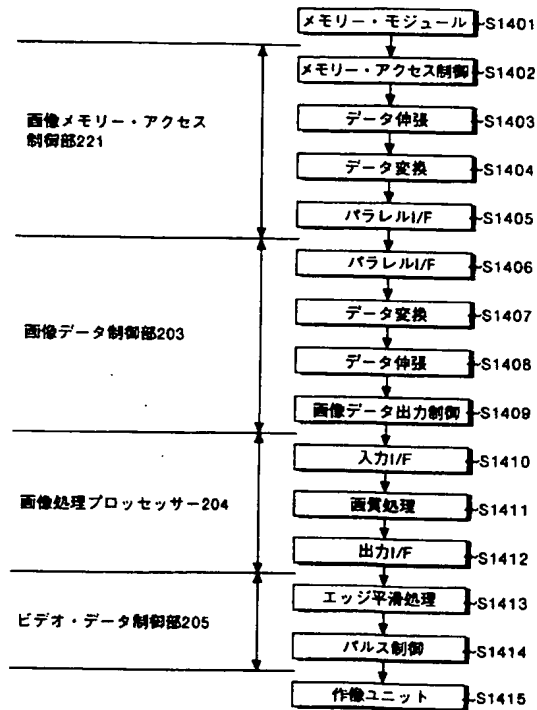 メモリー・モジュール S1401
メモリー・アクセス制御 S1402
画像メモリー・アクセス
制御部221
データ伸張 S1403
データ変換 S1404
パラレルI/F S1405
パラレルI/F S1406
画像データ制御部203
データ変換 S1407
データ伸張 S1408
画像データ出力制御 S1409
入力I/F S1410
画像処理プロッセッサー204
画質処理 S1411
出力I/F S1412
エッジ平滑処理 S1413
ビデオ・データ制御部205
パルス制御 S1414
作像ユニット S1415